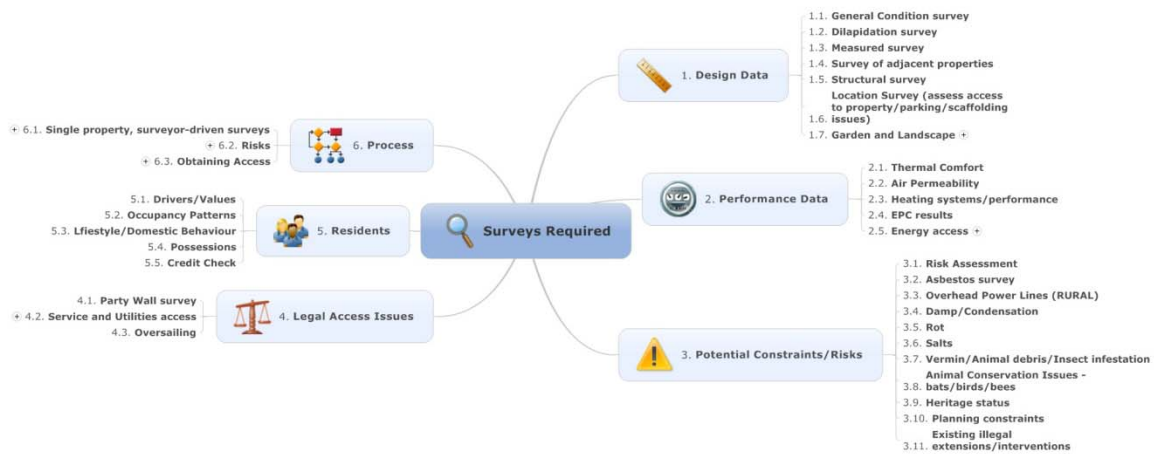 Surveys Required
1. Design Data
1.1. General Condition survey
1.2. Dilapidation survey
1.3. Measured survey
1.4. Survey of adjacent properties
1.5. Structural survey
Location Survey (assess access
to property/parking/scaffolding
1.6. issues)
1.7. Garden and Landscape
2. Performance Data
2.1. Thermal Comfort
2.2. Air Permeability
2.3. Heating systems/performance
2.4. EPC results
2.5. Energy access
3. Potential Constraints/Risks
3.1. Risk Assessment
3.2. Asbestos survey
3.3. Overhead Power Lines (RURAL)
3.4. Damp/Condensation
3.5. Rot
3.6. Salts
3.7. Vermin/Animal debris/Insect infestation
Animal Conservation Issues -
3.8. bats/birds/bees
3.9. Heritage status
3.10. Planning constraints
Existing illegal
3.11. extensions/interventions
4. Legal Access Issues
4.1. Party Wall survey
4.2. Service and Utilities access
4.3. Oversailing
5. Residents
5.1. Drivers/Values
5.2. Occupancy Patterns
5.3. Lfiestyle/Domestic Behaviour
5.4. Possessions
5.5. Credit Check
6. Process
6.1. Single property, surveyor-driven surveys
6.2. Risks
6.3. Obtaining Access